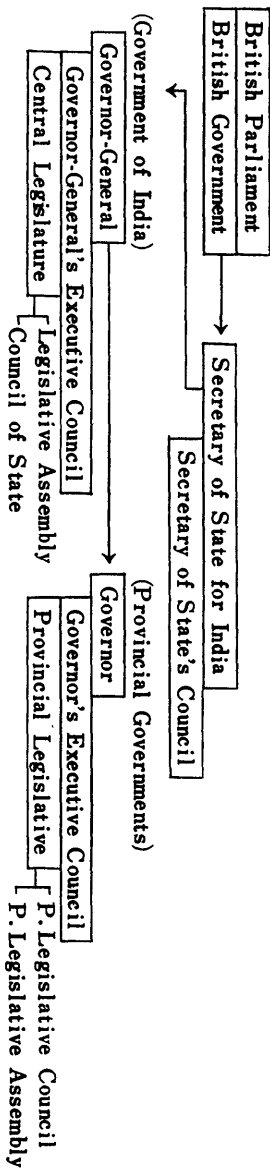 British Parliament
British Government
Secretary of State for India
Secretary of State's Council
(Government of India)
Governor-General
Governor-General's Executive Council
Central Legislature
Legislative Assembly
Council of State
(Provincial Governments)
Governor
Governor's Executive Council
Provincial Legislative
P. Legislative Council
P. Legislative Assembly